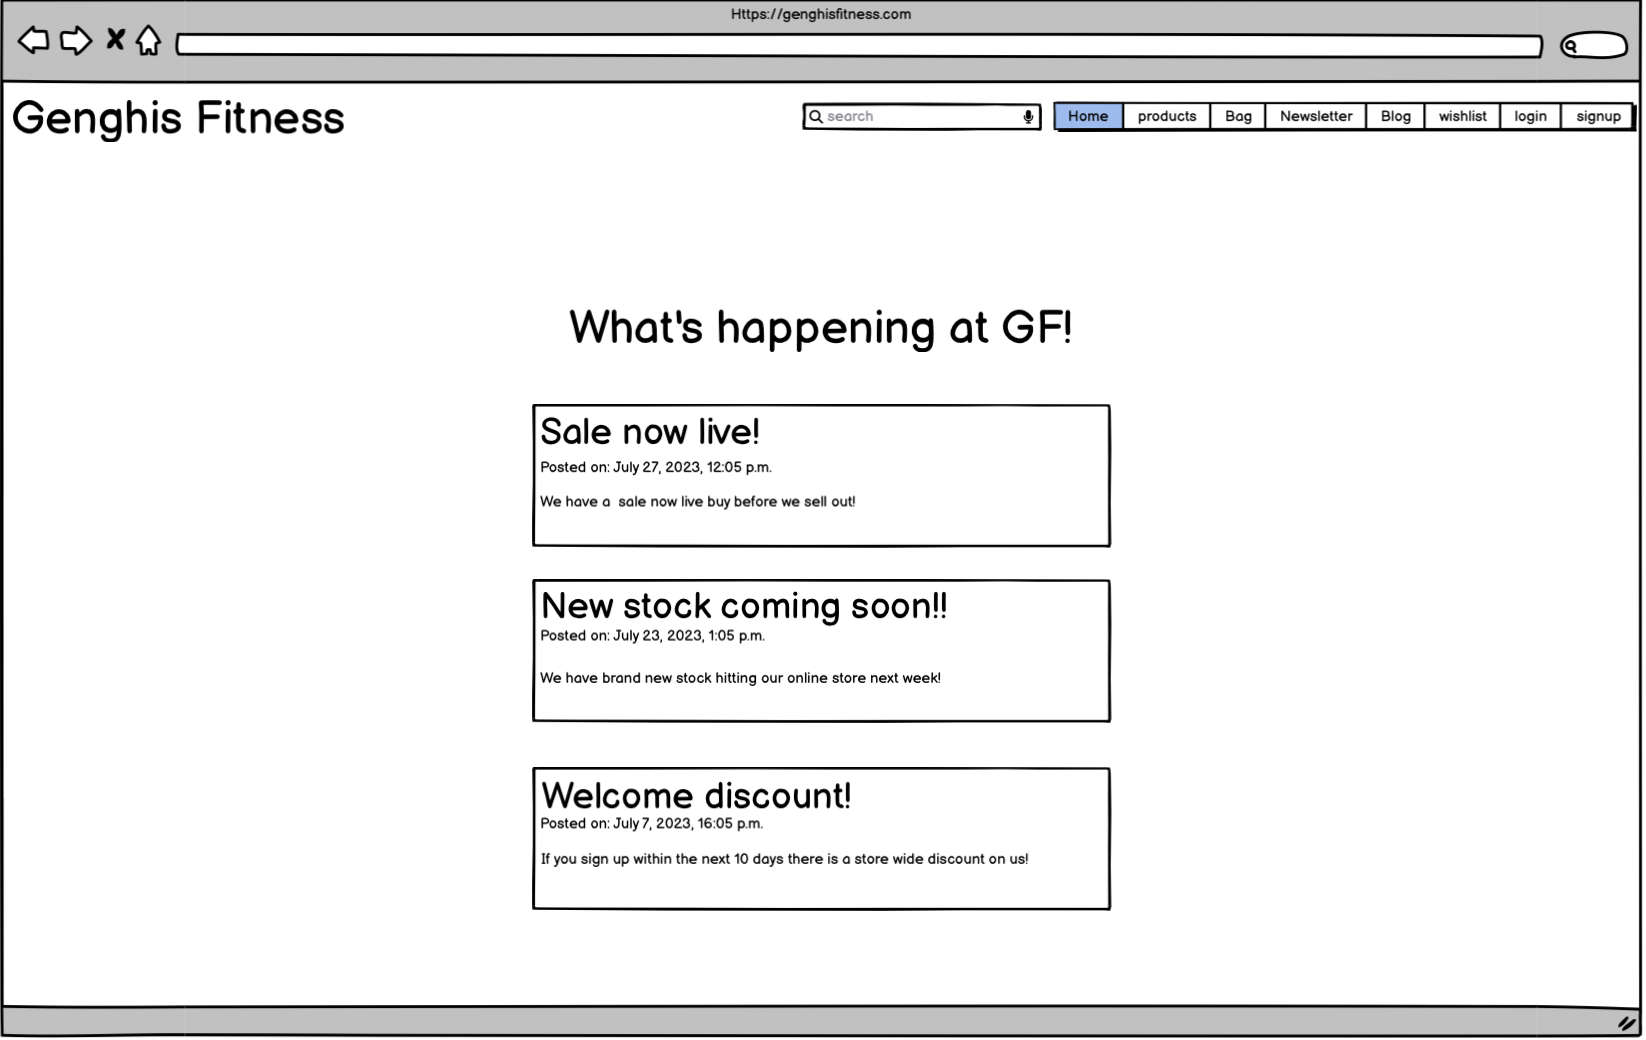 Https://genghisfitness.com
Genghis Fitness
search
Home products Bag Newsletter Blog wishlist login signup
What's happening at GF!
Sale now live!
Posted on: July 27, 2023, 12:05 p.m.
We have a  sale now live buy before we sell out!
New stock coming soon!!
Posted on: July 23, 2023, 1:05 p.m.
We have brand new stock hitting our online store next week!
Welcome discount!
Posted on: July 7, 2023, 16:05 p.m.
If you sign up within the next 10 days there is a store wide discount on us!